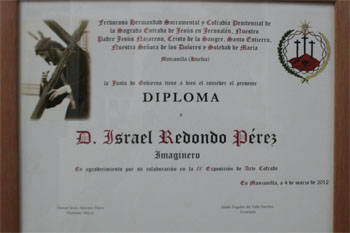 Fervorosa Hermandad Sacramental y Cofradía Penitencial de
la Sagrada Entrada de Jesús en Jerusalén, Nuestro
Padre Jesús Nazareno, Cristo de la Sangre, Santo Entierro,
Nuestra Señora de los Dolores y Soledad de María
Manzanilla (Huelva)
la Junta de Gobierno tiene a bien el conceder el presente
DIPLOMA
a
D. Israel Redondo Pérez
Imaginero
En agradecimiento por su colaboración en la Exposición de Arte Cofrade
En Manzanilla, a 4 de marzo de 2012